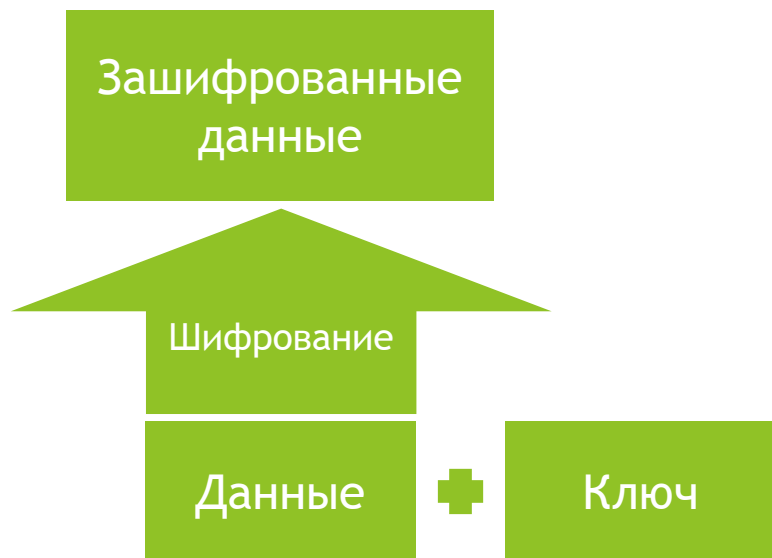 Зашифрованные
данные
Шифрование
Данные
Ключ